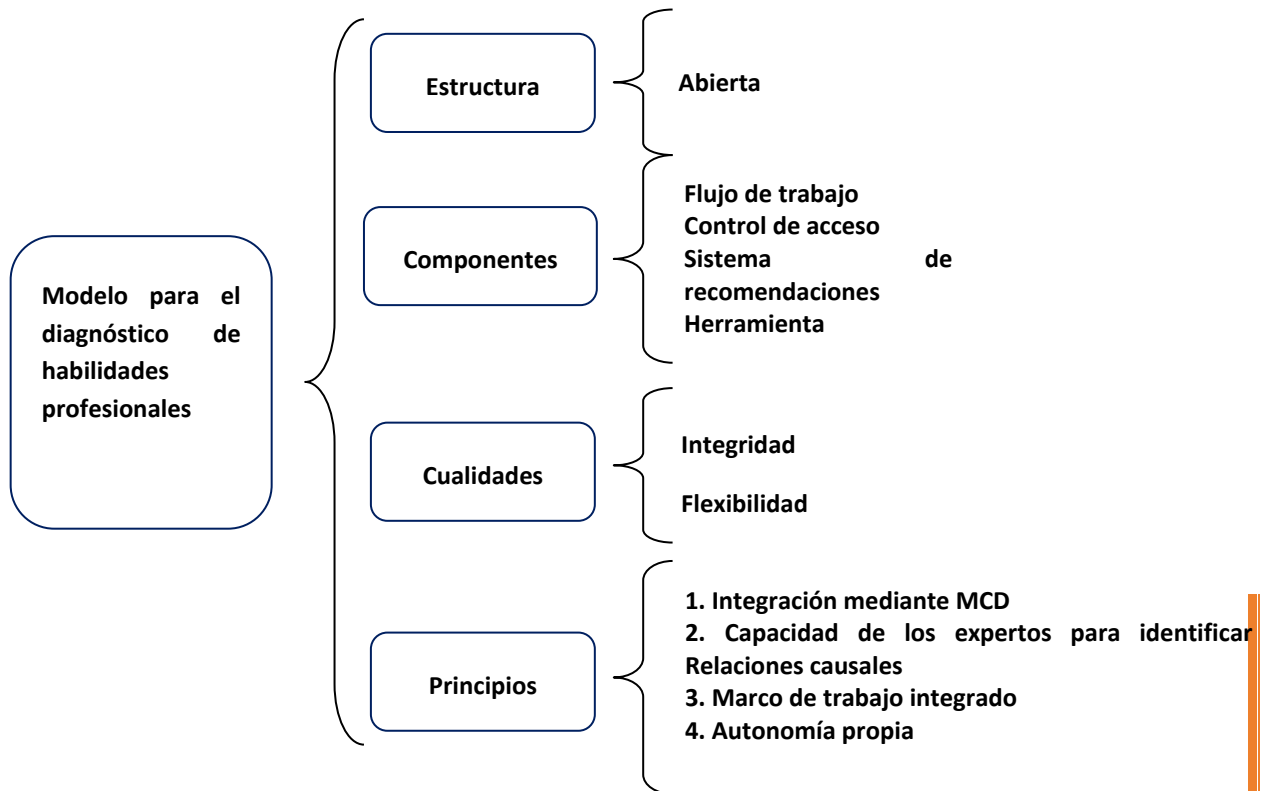 Modelo para el
diagnóstico de
habilidades
profesionales
Estructura
Abierta
Componentes
Flujo de trabajo
Control de acceso
Sistema de
recomendaciones
Herramienta
Cualidades
Integridad
Flexibilidad
Principios
1. Integración mediante MCD
2. Capacidad de los expertos para identificar
Relaciones causales
3. Marco de trabajo integrado
4. Autonomía propia